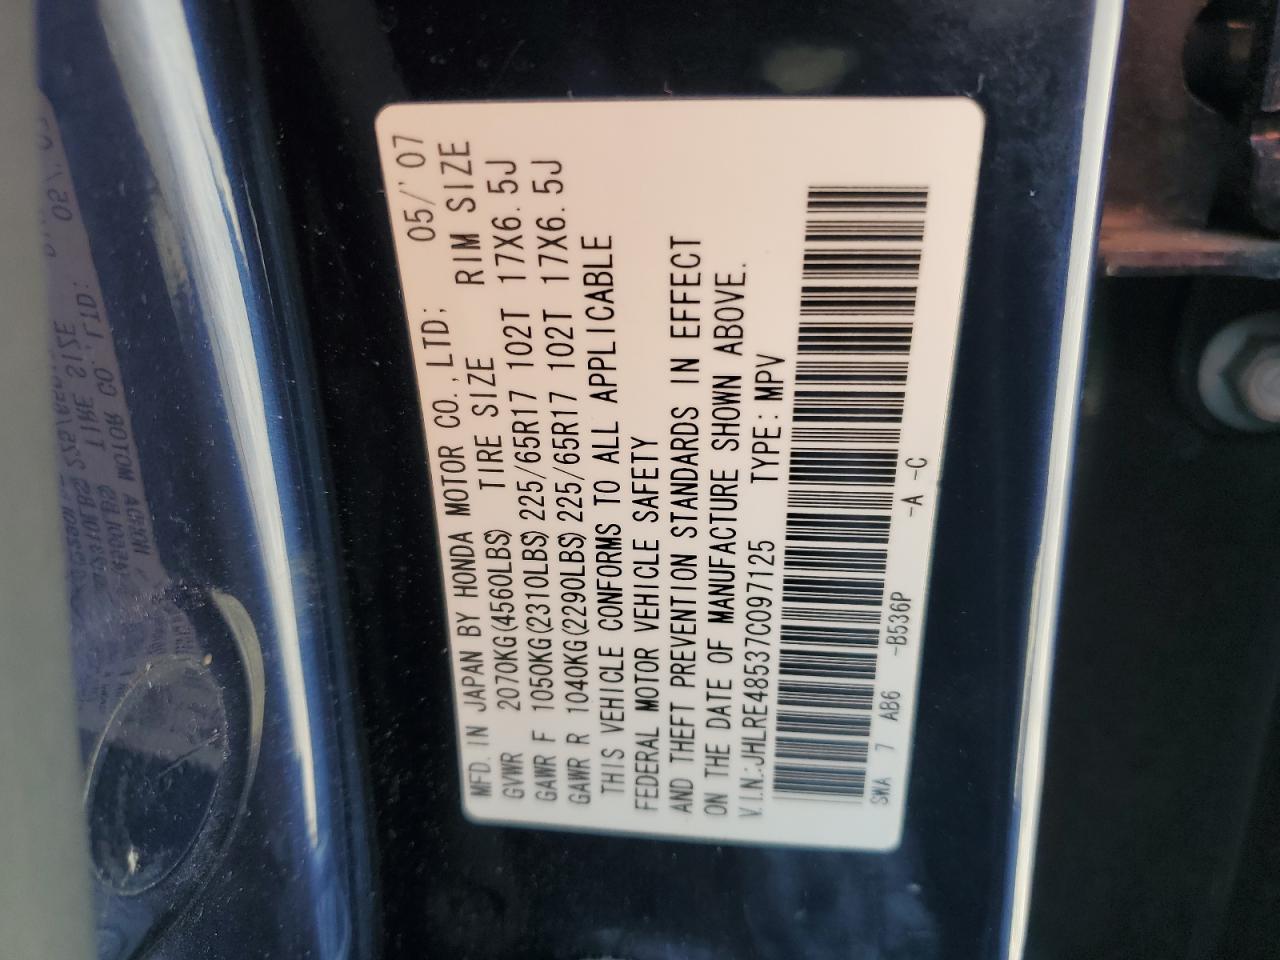 MFD. IN JAPAN BY HONDA MOTOR CO., LTD; 05/'07
GVWR 2070KG(4560LBS) TIRE SIZE RIM SIZE
GAWR F 1050KG(2310LBS) 225/65R17 102T 17X6.5J
GAWR R 1040KG(2290LBS) 225/65R17 102T 17X6.5J
THIS VEHICLE CONFORMS TO ALL APPLICABLE
FEDERAL MOTOR VEHICLE SAFETY
AND THEFT PREVENTION STANDARDS IN EFFECT
ON THE DATE OF MANUFACTURE SHOWN ABOVE.
V.I.N.:JHLRE48537C097125 TYPE:MPV
SWA 7 AB6 -B536P -A -C